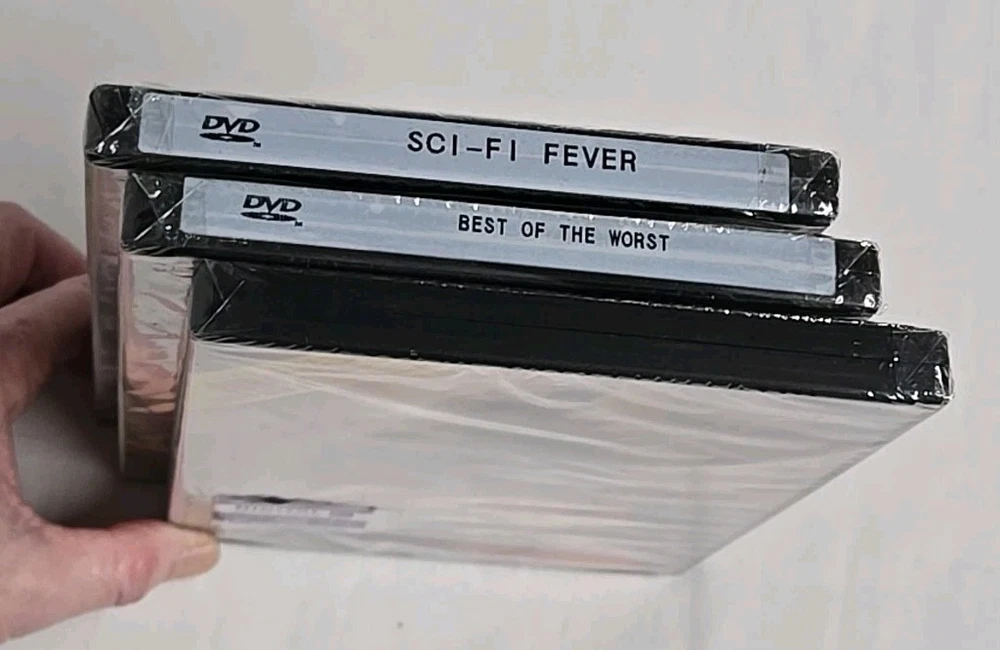 DVD
SCI-FI FEVER
DVD
BEST OF THE WORST